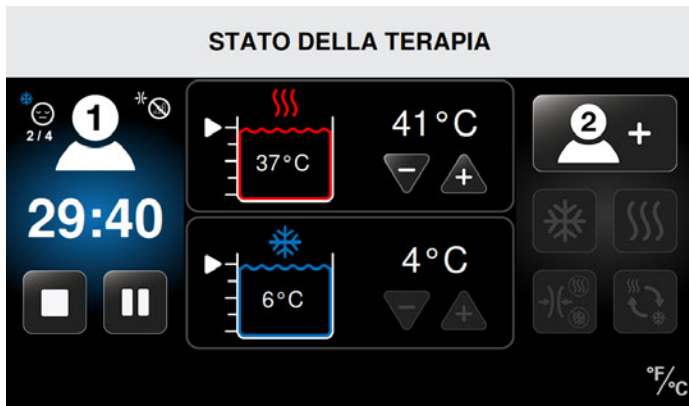 STATO DELLA TERAPIA
2/4
1
29:40
41°C
37°C
4°C
6°C
2 +
°F/°C